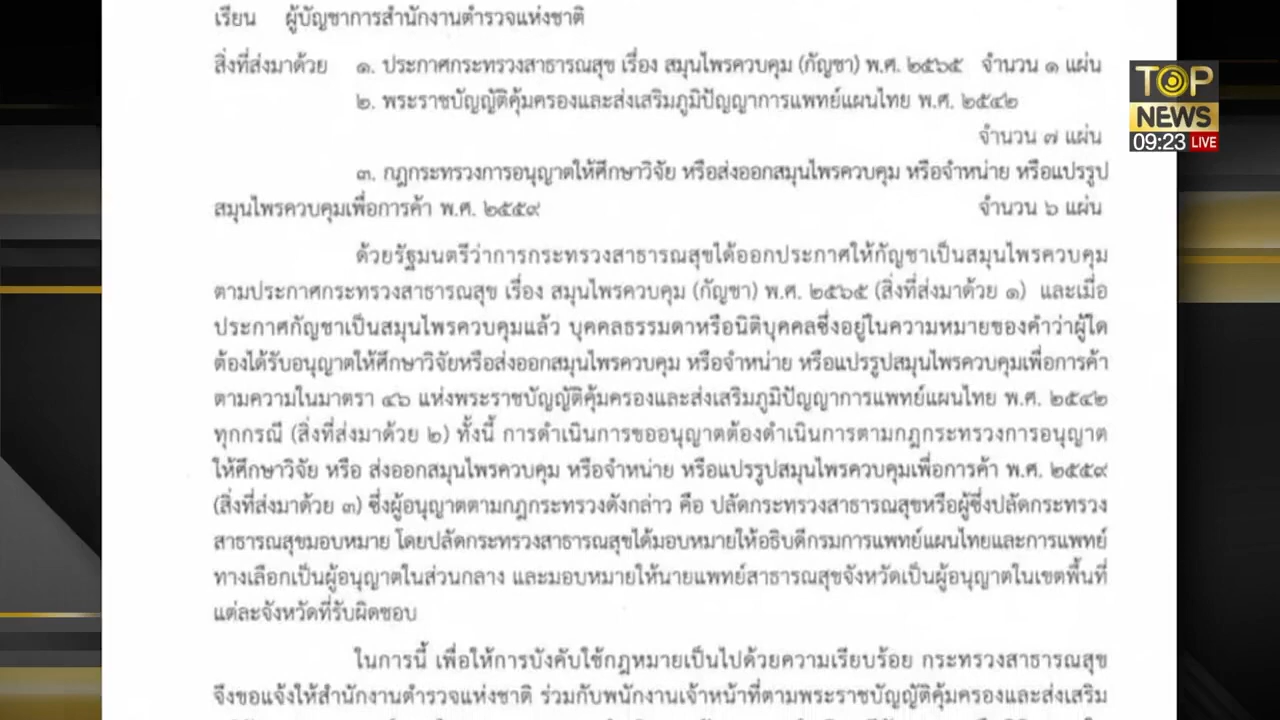 เรียน ผู้บัญชาการสำนักงานตำรวจแห่งชาติ
สิ่งที่ส่งมาด้วย ๑. ประกาศกระทรวงสาธารณสุข เรื่อง สมุนไพรควบคุม (กัญชา) พ.ศ. ๒๕๖๕ จำนวน ๑ แผ่น
๒. พระราชบัญญัติคุ้มครองและส่งเสริมภูมิปัญญาการแพทย์แผนไทย พ.ศ. ๒๕๔๒
จำนวน ๗ แผ่น
๓. กฎกระทรวงการอนุญาตให้ศึกษาวิจัย หรือส่งออกสมุนไพรควบคุม หรือจำหน่าย หรือแปรรูป
สมุนไพรควบคุมเพื่อการค้า พ.ศ. ๒๕๕๙ จำนวน ๖ แผ่น
ด้วยรัฐมนตรีว่าการกระทรวงสาธารณสุขได้ออกประกาศให้กัญชาเป็นสมุนไพรควบคุม
ตามประกาศกระทรวงสาธารณสุข เรื่อง สมุนไพรควบคุม (กัญชา) พ.ศ. ๒๕๖๕ (สิ่งที่ส่งมาด้วย ๑) และเมื่อ
ประกาศกัญชาเป็นสมุนไพรควบคุมแล้ว บุคคลธรรมดาหรือนิติบุคคลซึ่งอยู่ในความหมายของคำว่าผู้ใด
ต้องได้รับอนุญาตให้ศึกษาวิจัยหรือส่งออกสมุนไพรควบคุม หรือจำหน่าย หรือแปรรูปสมุนไพรควบคุมเพื่อการค้า
ตามความในมาตรา ๔๖ แห่งพระราชบัญญัติคุ้มครองและส่งเสริมภูมิปัญญาการแพทย์แผนไทย พ.ศ. ๒๕๔๒
ทุกกรณี (สิ่งที่ส่งมาด้วย ๒) ทั้งนี้ การดำเนินการขออนุญาตต้องดำเนินการตามกฎกระทรวงการอนุญาต
ให้ศึกษาวิจัย หรือ ส่งออกสมุนไพรควบคุม หรือจำหน่าย หรือแปรรูปสมุนไพรควบคุมเพื่อการค้า พ.ศ. ๒๕๕๙
(สิ่งที่ส่งมาด้วย ๓) ซึ่งผู้อนุญาตตามกฎกระทรวงดังกล่าว คือ ปลัดกระทรวงสาธารณสุขหรือผู้ซึ่งปลัดกระทรวง
สาธารณสุขมอบหมาย โดยปลัดกระทรวงสาธารณสุขได้มอบหมายให้อธิบดีกรมการแพทย์แผนไทยและการแพทย์
ทางเลือกเป็นผู้อนุญาตในส่วนกลาง และมอบหมายให้นายแพทย์สาธารณสุขจังหวัดเป็นผู้อนุญาตในเขตพื้นที่
แต่ละจังหวัดที่รับผิดชอบ
ในการนี้ เพื่อให้การบังคับใช้กฎหมายเป็นไปด้วยความเรียบร้อย กระทรวงสาธารณสุข
จึงขอแจ้งให้สำนักงานตำรวจแห่งชาติ ร่วมกับพนักงานเจ้าหน้าที่ตามพระราชบัญญัติคุ้มครองและส่งเสริม
TOP
NEWS
09:23 LIVE